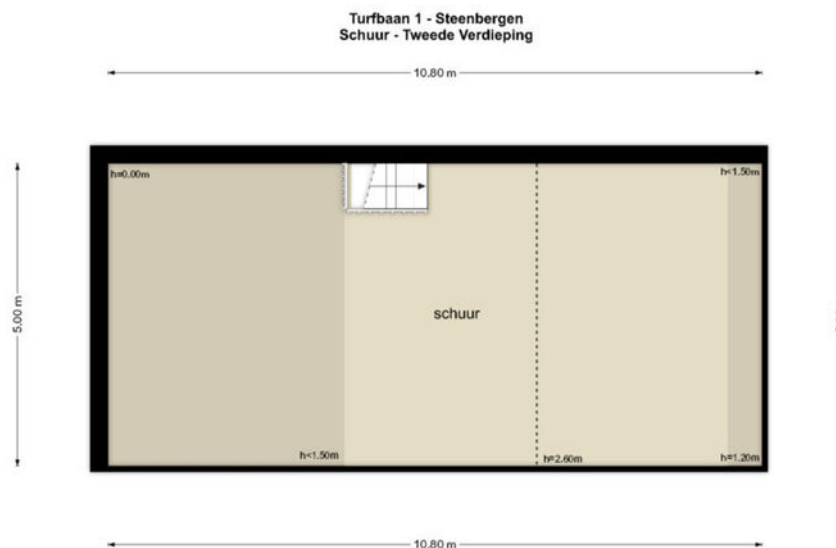 Turfbaan 1 - Steenbergen
Schuur - Tweede Verdieping
10.80 m
h=0.00m
h<1.50m
5.00 m
schuur
h<1.50m
h=2.60m
h=1.20m
10.80 m